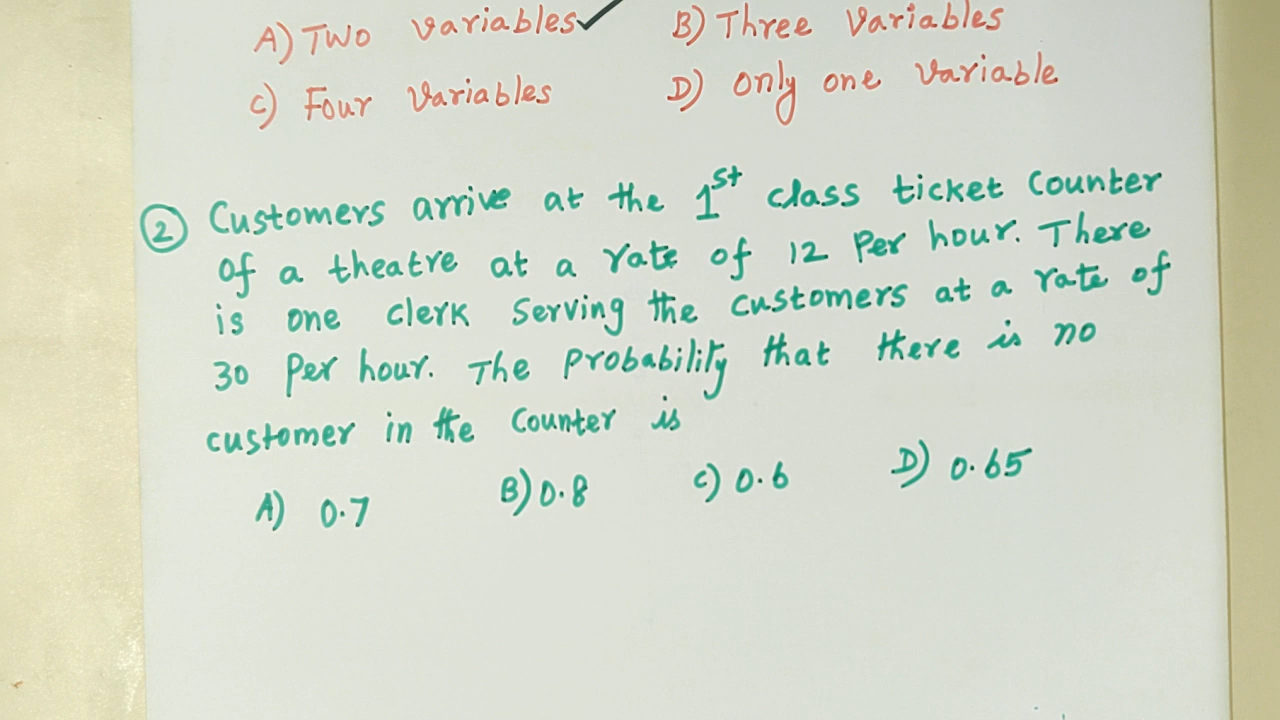 A) Two variables✓ B) Three Variables
C) Four Variables D) Only one Variable
② Customers arrive at the 1st class ticket Counter
of a theatre at a rate of 12 Per hour. There
is one clerk Serving the customers at a rate of
30 Per hour. The Probability that there is no
customer in the Counter is
A) 0.7 B) 0.8 C) 0.6 D) 0.65